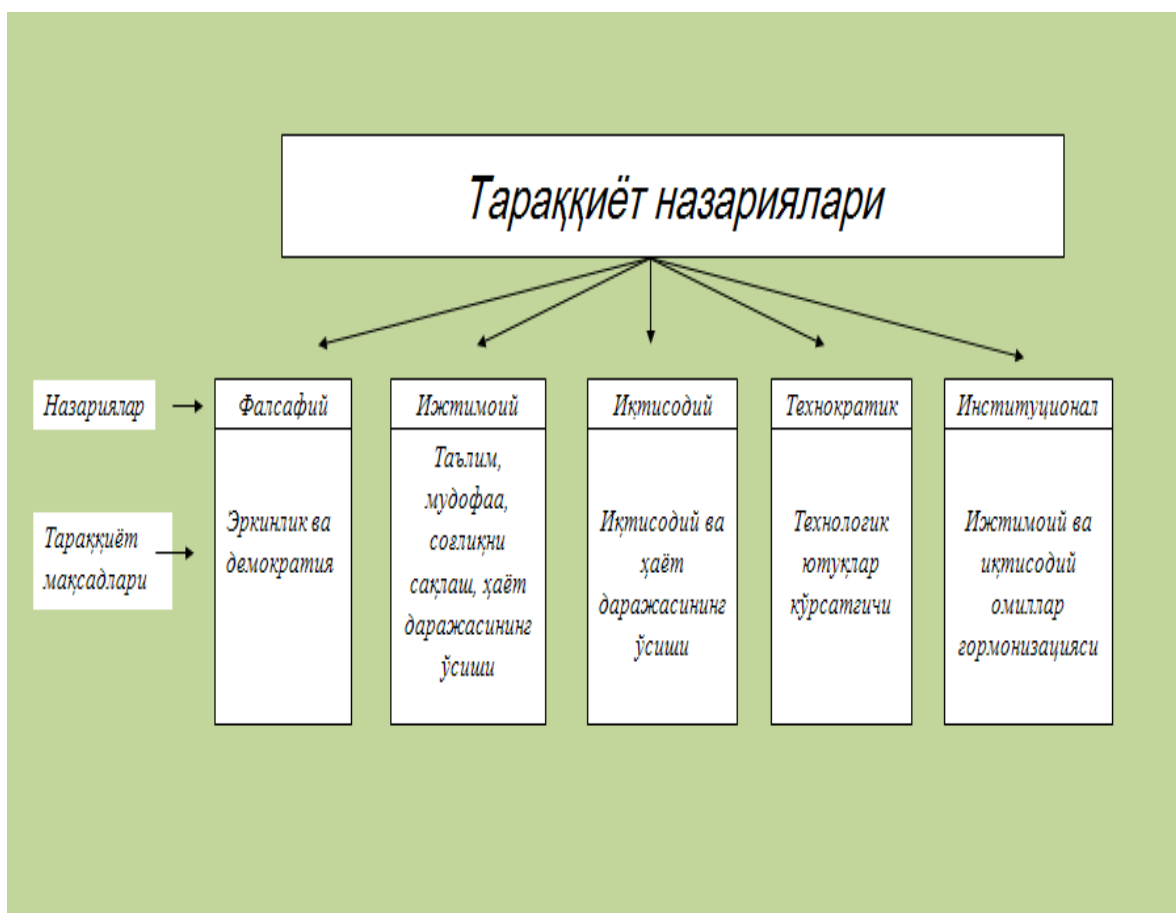 Тараққиёт назариялари
Назариялар
Фалсафий
Ижтимоий
Иқтисодий
Технократик
Институционал
Тараққиёт
мақсадлари
Эркинлик ва
демократия
Таълим,
мудофаа,
соғлиқни
сақлаш, ҳаёт
даражасининг
ўсиши
Иқтисодий ва
ҳаёт
даражасининг
ўсиши
Технологик
ютуқлар
кўрсатгичи
Ижтимоий ва
иқтисодий
омиллар
гормонизацияси